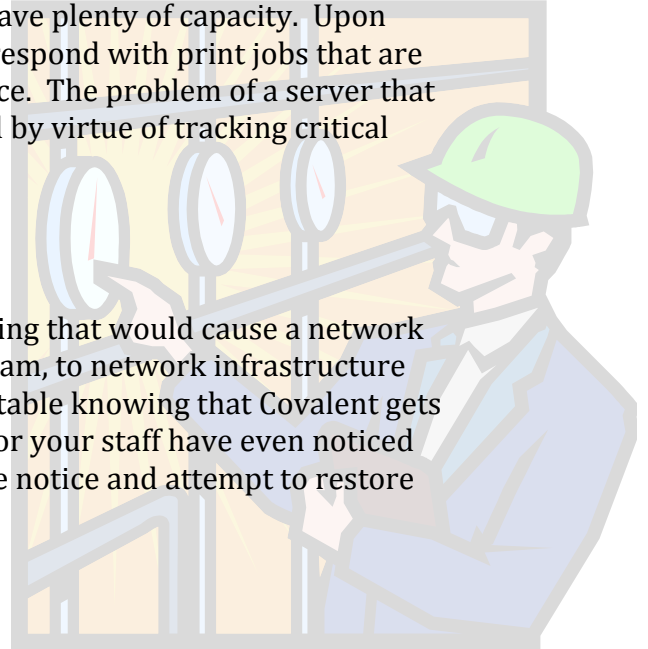 ave plenty of capacity. Upon
respond with print jobs that are
ce. The problem of a server that
l by virtue of tracking critical
ing that would cause a network
am, to network infrastructure
table knowing that Covalent gets
or your staff have even noticed
e notice and attempt to restore